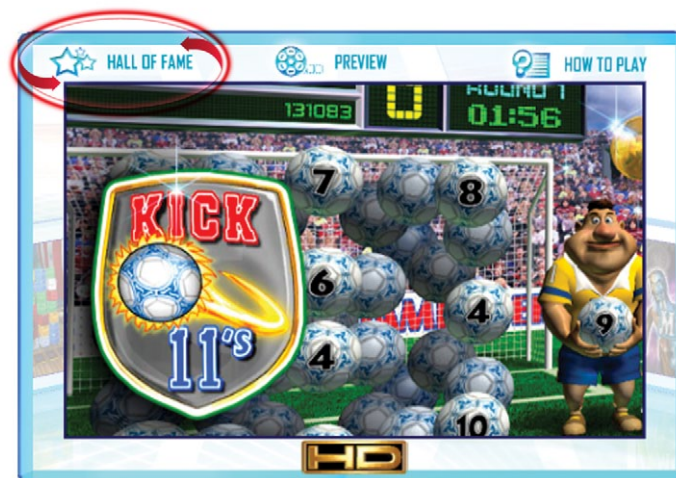 HALL OF FAME
PREVIEW
HOW TO PLAY
131083
0
ROUND 1
01:56
7
8
KICK
11's
6
4
4
9
10
HD